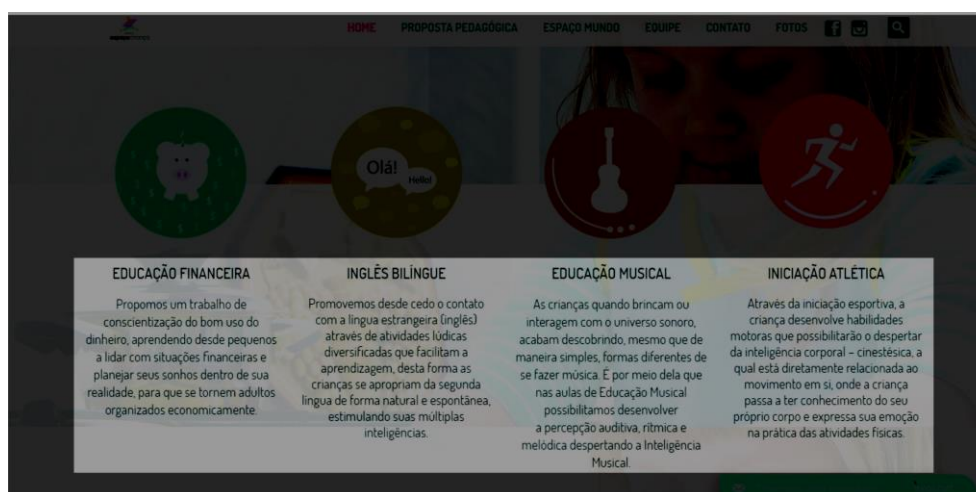 HOME PROPOSTA PEDAGÓGICA ESPAÇO MUNDO EQUIPE CONTATO FOTOS
Olá!
Hello!
EDUCAÇÃO FINANCEIRA
Propomos um trabalho de
conscientização do bom uso do
dinheiro, aprendendo desde pequenos
a lidar com situações financeiras e
planejar seus sonhos dentro de sua
realidade, para que se tornem adultos
organizados economicamente.
INGLÊS BILÍNGUE
Promovemos desde cedo o contato
com a língua estrangeira (inglês)
através de atividades lúdicas
diversificadas que facilitam a
aprendizagem, desta forma as
crianças se apropriam da segunda
língua de forma natural e espontânea,
estimulando suas múltiplas
inteligências.
EDUCAÇÃO MUSICAL
As crianças quando brincam ou
interagem com o universo sonoro,
acabam descobrindo, mesmo que de
maneira simples, formas diferentes de
se fazer música. É por meio dela que
nas aulas de Educação Musical
possibilitamos desenvolver
a percepção auditiva, rítmica e
melódica despertando a Inteligência
Musical.
INICIAÇÃO ATLÉTICA
Através da iniciação esportiva, a
criança desenvolve habilidades
motoras que possibilitarão o despertar
da inteligência corporal – cinestésica, a
qual está diretamente relacionada ao
movimento em si, onde a criança
passa a ter conhecimento do seu
próprio corpo e expressa sua emoção
na prática das atividades físicas.